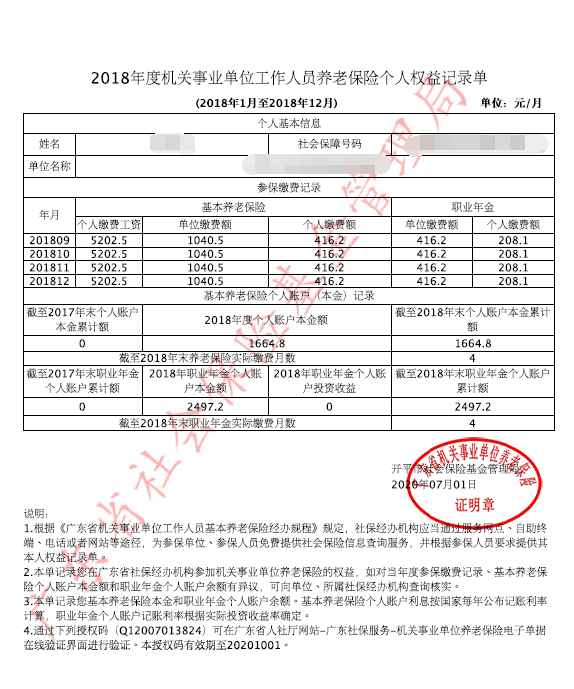 2018年度机关事业单位工作人员养老保险个人权益记录单
(2018年1月至2018年12月) 单位：元/月
个人基本信息
姓名 社会保障号码
单位名称
参保缴费记录
年月 基本养老保险 职业年金
个人缴费工资 单位缴费额 个人缴费额 单位缴费额 个人缴费额
201809 5202.5 1040.5 416.2 416.2 208.1
201810 5202.5 1040.5 416.2 416.2 208.1
201811 5202.5 1040.5 416.2 416.2 208.1
201812 5202.5 1040.5 416.2 416.2 208.1
基本养老保险个人账户（本金）记录
截至2017年末个人账户 2018年度个人账户本金额 截至2018年末个人账户本金累计
本金累计额 额
0 1664.8 1664.8
截至2018年末养老保险实际缴费月数 4
截至2017年末职业年金 2018年职业年金个人账 2018年职业年金个人账 截至2018年末职业年金个人账户
个人账户累计额 户本金额 户投资收益 累计额
0 2497.2 0 2497.2
截至2018年末职业年金实际缴费月数 4
开平市社会保险基金管理局
2020年07月01日
广东省机关事业单位养老保险
证明章
广东省社会保险基金管理局
说明：
1.根据《广东省机关事业单位工作人员基本养老保险经办规程》规定，社保经办机构应当通过服务网点、自助终
端、电话或者网站等途径，为参保单位、参保人员免费提供社会保险信息查询服务，并根据参保人员要求提供其
本人权益记录单。
2.本单记录您在广东省社保经办机构参加机关事业单位养老保险的权益，如对当年度参保缴费记录、基本养老保
险个人账户本金额和职业年金个人账户余额有异议，可向单位、所属社保经办机构查询核实。
3.本单记录您基本养老保险本金和职业年金个人账户余额。基本养老保险个人账户利息按国家每年公布记账利率
计算，职业年金个人账户记账利率根据实际投资收益率确定。
4.通过下列授权码（Q12007013824）可在广东省人社厅网站-广东社保服务-机关事业单位养老保险电子单据
在线验证界面进行验证。本授权码有效期至20201001。